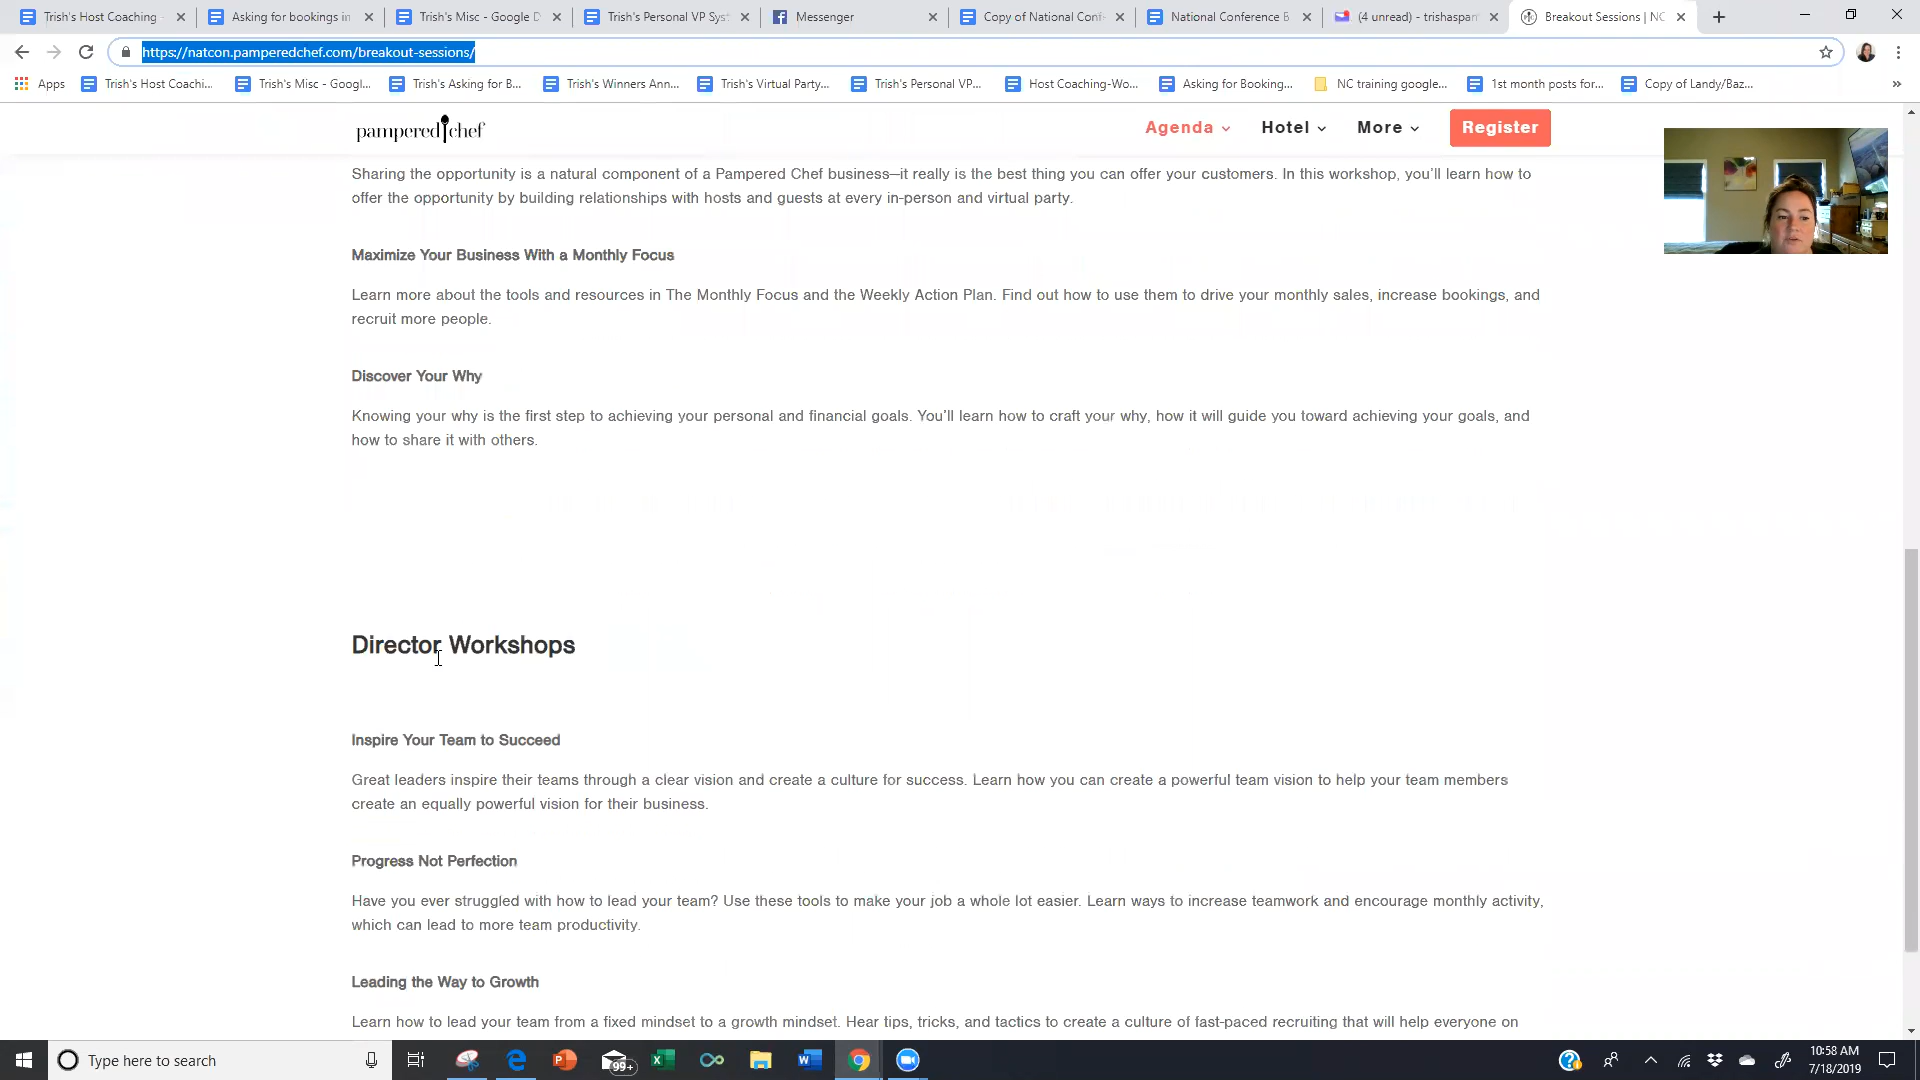 Trish's Host Coaching
Asking for bookings in
Trish's Misc - Google D
Trish's Personal VP Syst
Messenger
Copy of National Conf
National Conference B
(4 unread) - trishaspam
Breakout Sessions | NC
https://natcon.pamperedchef.com/breakout-sessions/
Apps
Trish's Host Coachi...
Trish's Misc - Googl...
Trish's Asking for B...
Trish's Winners Ann...
Trish's Virtual Party...
Trish's Personal VP...
Host Coaching-Wo...
Asking for Booking...
NC training google...
1st month posts for...
Copy of Landy/Baz...
»
pampered chef
Agenda
Hotel
More
Register
Sharing the opportunity is a natural component of a Pampered Chef business—it really is the best thing you can offer your customers. In this workshop, you'll learn how to
offer the opportunity by building relationships with hosts and guests at every in-person and virtual party.
Maximize Your Business With a Monthly Focus
Learn more about the tools and resources in The Monthly Focus and the Weekly Action Plan. Find out how to use them to drive your monthly sales, increase bookings, and
recruit more people.
Discover Your Why
Knowing your why is the first step to achieving your personal and financial goals. You'll learn how to craft your why, how it will guide you toward achieving your goals, and
how to share it with others.
Director Workshops
Inspire Your Team to Succeed
Great leaders inspire their teams through a clear vision and create a culture for success. Learn how you can create a powerful team vision to help your team members
create an equally powerful vision for their business.
Progress Not Perfection
Have you ever struggled with how to lead your team? Use these tools to make your job a whole lot easier. Learn ways to increase teamwork and encourage monthly activity,
which can lead to more team productivity.
Leading the Way to Growth
Learn how to lead your team from a fixed mindset to a growth mindset. Hear tips, tricks, and tactics to create a culture of fast-paced recruiting that will help everyone on
Type here to search
99+
10:58 AM
7/18/2019